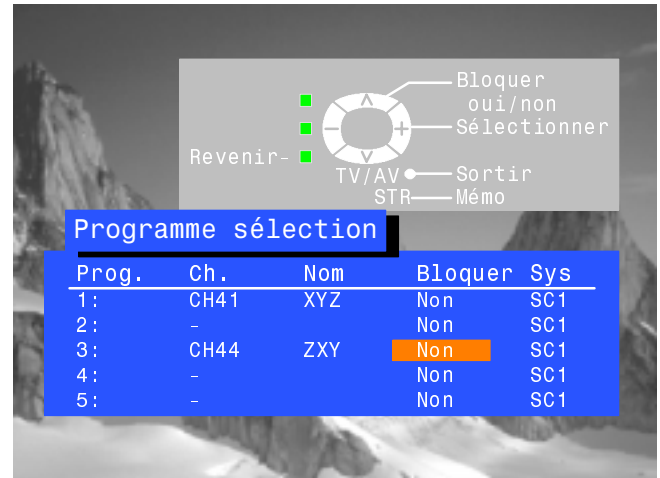 Bloquer
oui/non
Sélectionner
Revenir-
TV/AV Sortir
STR Mémo
Programme sélection
Prog. Ch. Nom Bloquer Sys
1: CH41 XYZ Non SC1
2: - Non SC1
3: CH44 ZXY Non SC1
4: - Non SC1
5: - Non SC1